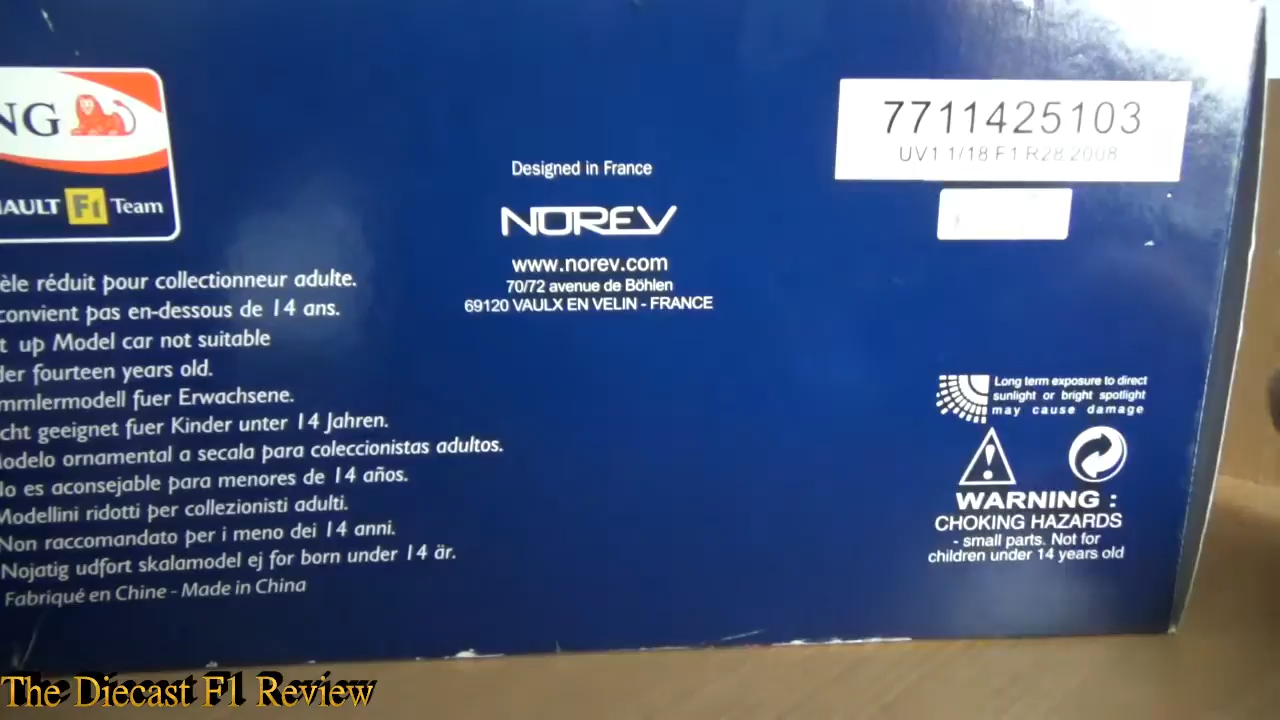 NG
AULT F1 Team
7711425103
UV1 1/18 F1 R28 2008
Designed in France
NOREV
www.norev.com
70/72 avenue de Böhlen
69120 VAULX EN VELIN - FRANCE
èle réduit pour collectionneur adulte.
convient pas en-dessous de 14 ans.
t up Model car not suitable
der fourteen years old.
mmlermodell fuer Erwachsene.
cht geeignet fuer Kinder unter 14 Jahren.
odelo ornamental a secala para coleccionistas adultos.
lo es aconsejable para menores de 14 años.
Modellini ridotti per collezionisti adulti.
Non raccomandato per i meno dei 14 anni.
Nojatig udfort skalamodel ej for born under 14 är.
Fabriqué en Chine - Made in China
Long term exposure to direct
sunlight or bright spotlight
may cause damage
WARNING :
CHOKING HAZARDS
- small parts. Not for
children under 14 years old
The Diecast F1 Review